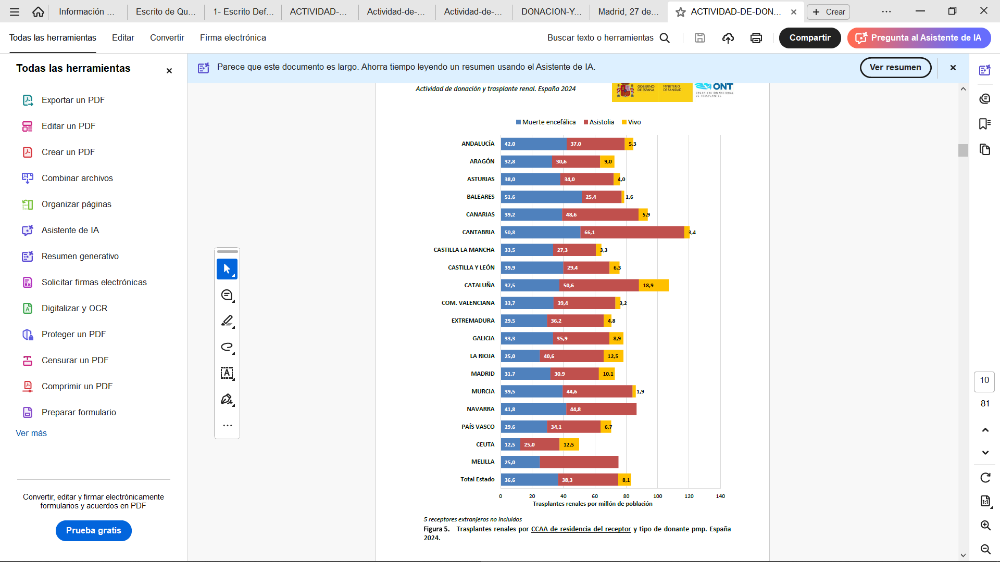 Información ...
Escrito de Qu...
1- Escrito Def...
ACTIVIDAD-...
Actividad-de-...
Actividad-de-...
DONACION-Y...
Madrid, 27 de...
ACTIVIDAD-DE-DON...
Crear
Todas las herramientas
Editar
Convertir
Firma electrónica
Buscar texto o herramientas
Compartir
Pregunta al Asistente de IA
Todas las herramientas
Exportar un PDF
Editar un PDF
Crear un PDF
Combinar archivos
Organizar páginas
Asistente de IA
Resumen generativo
Solicitar firmas electrónicas
Digitalizar y OCR
Proteger un PDF
Censurar un PDF
Comprimir un PDF
Preparar formulario
Ver más
Convertir, editar y firmar electrónicamente
formularios y acuerdos en PDF
Prueba gratis
Parece que este documento es largo. Ahorra tiempo leyendo un resumen usando el Asistente de IA.
Ver resumen
Actividad de donación y trasplante renal. España 2024
GOBIERNO
DE ESPAÑA
MINISTERIO
DE SANIDAD
ONT
ORGANIZACIÓN NACIONAL
DE TRASPLANTES
Muerte encefálica Asistolia Vivo
ANDALUCÍA 42,0 37,0 5,3
ARAGÓN 32,8 30,6 9,0
ASTURIAS 38,0 34,0 4,0
BALEARES 51,6 25,4 1,6
CANARIAS 39,2 48,6 5,9
CANTABRIA 50,8 66,1 3,4
CASTILLA LA MANCHA 33,5 27,3 3,3
CASTILLA Y LEÓN 39,9 29,4 6,3
CATALUÑA 37,5 50,6 18,9
COM. VALENCIANA 33,7 39,4 3,2
EXTREMADURA 29,5 36,2 4,8
GALICIA 33,3 35,9 8,9
LA RIOJA 25,0 40,6 12,5
MADRID 31,7 30,9 10,1
MURCIA 39,5 44,6 1,9
NAVARRA 41,8 44,8
PAÍS VASCO 29,6 34,1 6,7
CEUTA 12,5 25,0 12,5
MELILLA 25,0
Total Estado 36,6 38,3 8,1
0 20 40 60 80 100 120 140
Trasplantes renales por millón de población
5 receptores extranjeros no incluídos
Figura 5. Trasplantes renales por CCAA de residencia del receptor y tipo de donante pmp. España
2024.
10
81